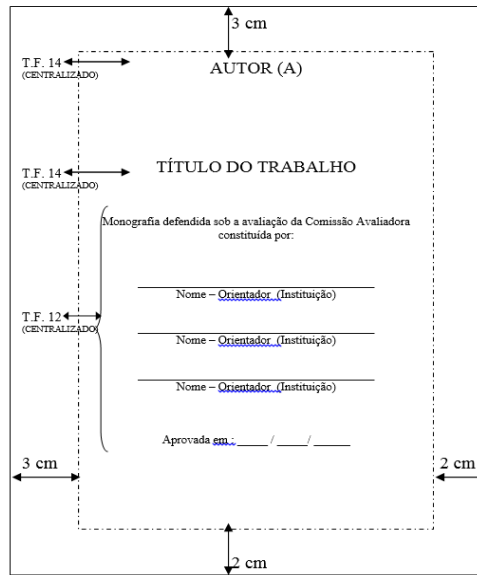 3 cm
T.F. 14
(CENTRALIZADO)
AUTOR (A)
T.F. 14
(CENTRALIZADO)
TÍTULO DO TRABALHO
Monografia defendida sob a avaliação da Comissão Avaliadora
constituída por:
Nome – Orientador (Instituição)
T.F. 12
(CENTRALIZADO)
Nome – Orientador (Instituição)
Nome – Orientador (Instituição)
Aprovada em : _____ / _____/ _____
3 cm
2 cm
2 cm